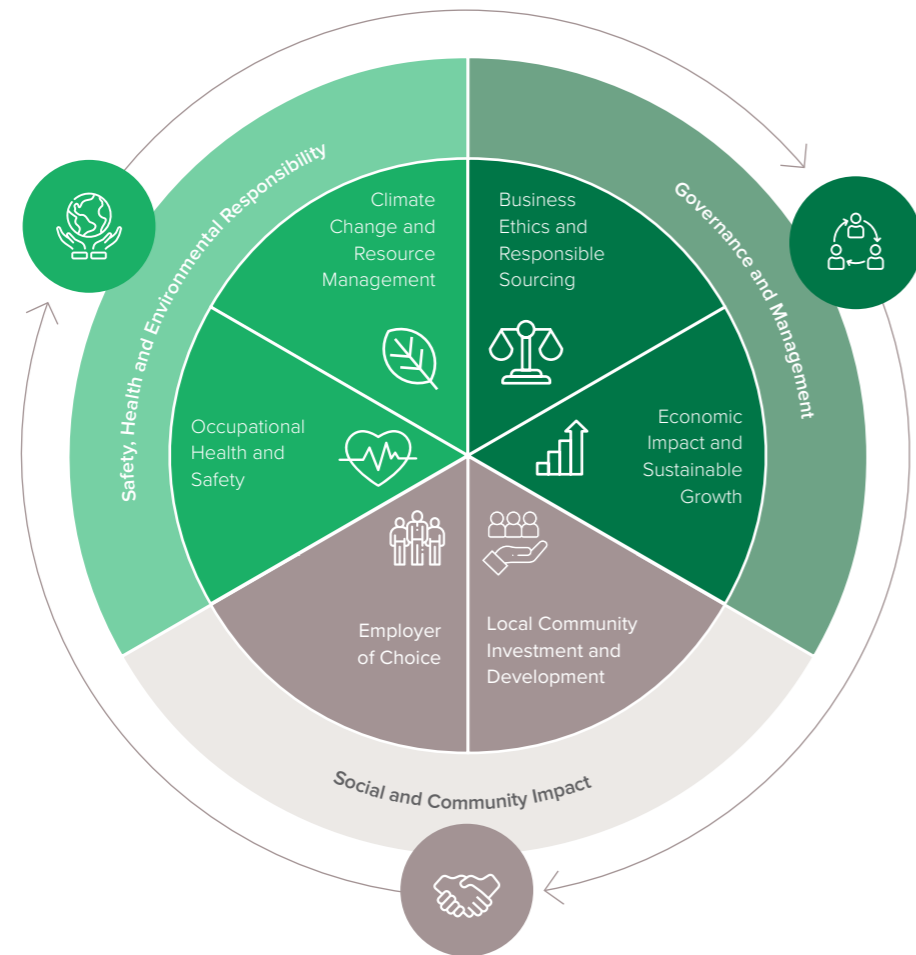 Safety, Health and Environmental Responsibility
Governance and Management
Climate
Change and
Resource
Management
Business
Ethics and
Responsible
Sourcing
Occupational
Health and
Safety
Economic
Impact and
Sustainable
Growth
Employer
of Choice
Local Community
Investment and
Development
Social and Community Impact